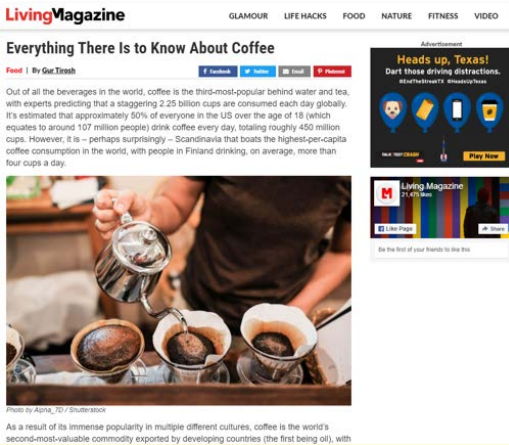 LivingMagazine
GLAMOUR LIFE HACKS FOOD NATURE FITNESS VIDEO
Everything There Is to Know About Coffee
Food | By Gur Tirosh
Facebook Twitter Email Pinterest
Out of all the beverages in the world, coffee is the third-most-popular behind water and tea,
with experts predicting that a staggering 2.25 billion cups are consumed each day globally.
It's estimated that approximately 50% of everyone in the US over the age of 18 (which
equates to around 107 million people) drink coffee every day, totaling roughly 450 million
cups. However, it is – perhaps surprisingly – Scandinavia that boasts the highest-per-capita
coffee consumption in the world, with people in Finland drinking, on average, more than
four cups a day.
Photo by Alpha_7D / Shutterstock
As a result of its immense popularity in multiple different cultures, coffee is the world's
second-most-valuable commodity exported by developing countries (the first being oil), with
Advertisement
Heads up, Texas!
Dart those driving distractions.
#EndTheStreakTX @HeadsUpTexas
Play Now
M
Living.Magazine
21,475 likes
Like Page
Share
Be the first of your friends to like this